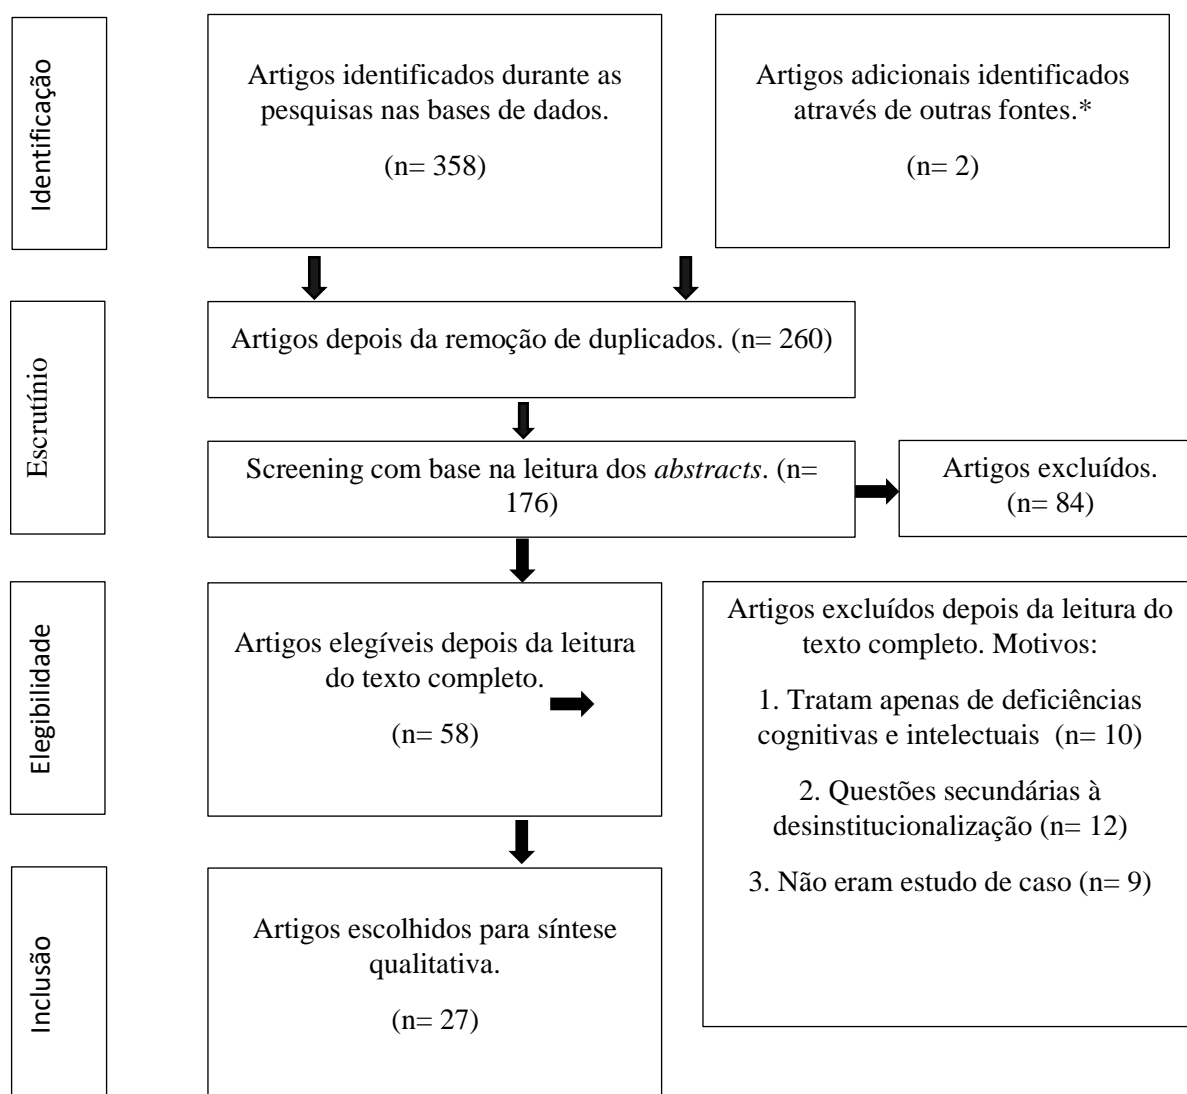 Identificação
Artigos identificados durante as
pesquisas nas bases de dados.
(n= 358)
Artigos adicionais identificados
através de outras fontes.*
(n= 2)
Escrutínio
Artigos depois da remoção de duplicados. (n= 260)
Screening com base na leitura dos abstracts. (n=
176)
Artigos excluídos.
(n= 84)
Elegibilidade
Artigos elegíveis depois da leitura
do texto completo.
(n= 58)
Artigos excluídos depois da leitura do
texto completo. Motivos:
1. Tratam apenas de deficiências
cognitivas e intelectuais (n= 10)
2. Questões secundárias à
desinstitucionalização (n= 12)
3. Não eram estudo de caso (n= 9)
Inclusão
Artigos escolhidos para síntese
qualitativa.
(n= 27)